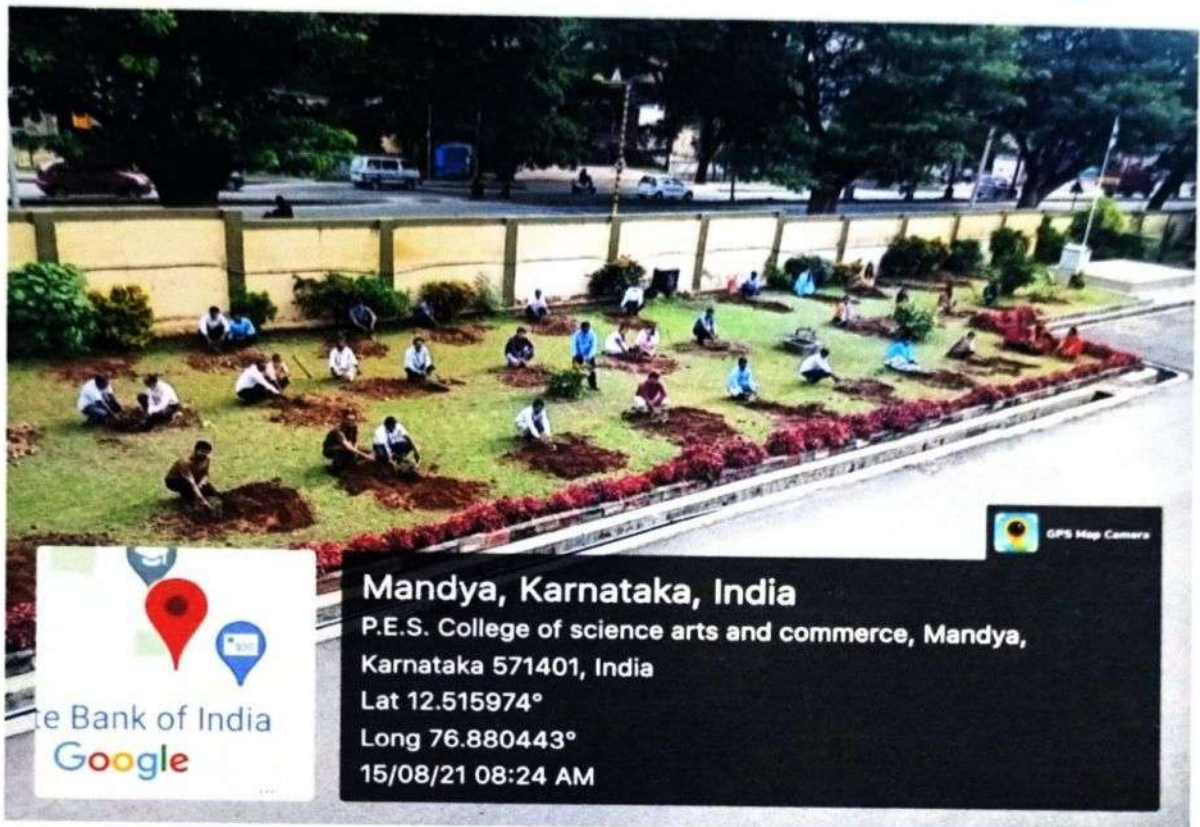 GPS Map Camera
Mandya, Karnataka, India
P.E.S. College of science arts and commerce, Mandya,
Karnataka 571401, India
Lat 12.515974°
Long 76.880443°
15/08/21 08:24 AM
te Bank of India
Google